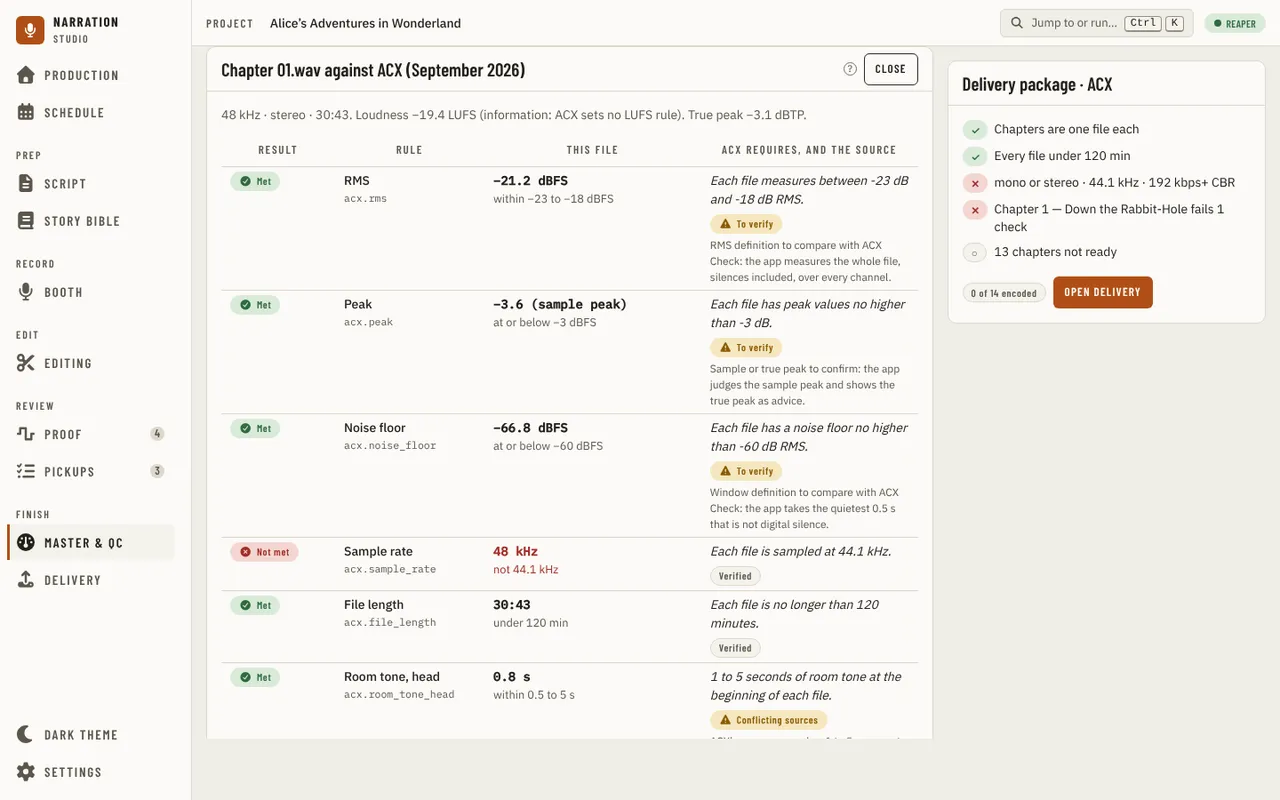 NARRATION
STUDIO
PRODUCTION
SCHEDULE
PREP
SCRIPT
STORY BIBLE
RECORD
BOOTH
EDIT
EDITING
REVIEW
PROOF 4
PICKUPS 3
FINISH
MASTER & QC
DELIVERY
DARK THEME
SETTINGS
PROJECT Alice's Adventures in Wonderland
Jump to or run... Ctrl K
REAPER
Chapter 01.wav against ACX (September 2026)
? CLOSE
48 kHz · stereo · 30:43. Loudness −19.4 LUFS (information: ACX sets no LUFS rule). True peak −3.1 dBTP.
RESULT RULE THIS FILE ACX REQUIRES, AND THE SOURCE
Met
RMS
acx.rms
−21.2 dBFS
within −23 to −18 dBFS
Each file measures between -23 dB
and -18 dB RMS.
To verify
RMS definition to compare with ACX
Check: the app measures the whole file,
silences included, over every channel.
Met
Peak
acx.peak
−3.6 (sample peak)
at or below −3 dBFS
Each file has peak values no higher
than -3 dB.
To verify
Sample or true peak to confirm: the app
judges the sample peak and shows the
true peak as advice.
Met
Noise floor
acx.noise_floor
−66.8 dBFS
at or below −60 dBFS
Each file has a noise floor no higher
than -60 dB RMS.
To verify
Window definition to compare with ACX
Check: the app takes the quietest 0.5 s
that is not digital silence.
Not met
Sample rate
acx.sample_rate
48 kHz
not 44.1 kHz
Each file is sampled at 44.1 kHz.
Verified
Met
File length
acx.file_length
30:43
under 120 min
Each file is no longer than 120
minutes.
Verified
Met
Room tone, head
acx.room_tone_head
0.8 s
within 0.5 to 5 s
1 to 5 seconds of room tone at the
beginning of each file.
Conflicting sources
Delivery package · ACX
Chapters are one file each
Every file under 120 min
mono or stereo · 44.1 kHz · 192 kbps+ CBR
Chapter 1 — Down the Rabbit-Hole fails 1
check
13 chapters not ready
0 of 14 encoded
OPEN DELIVERY